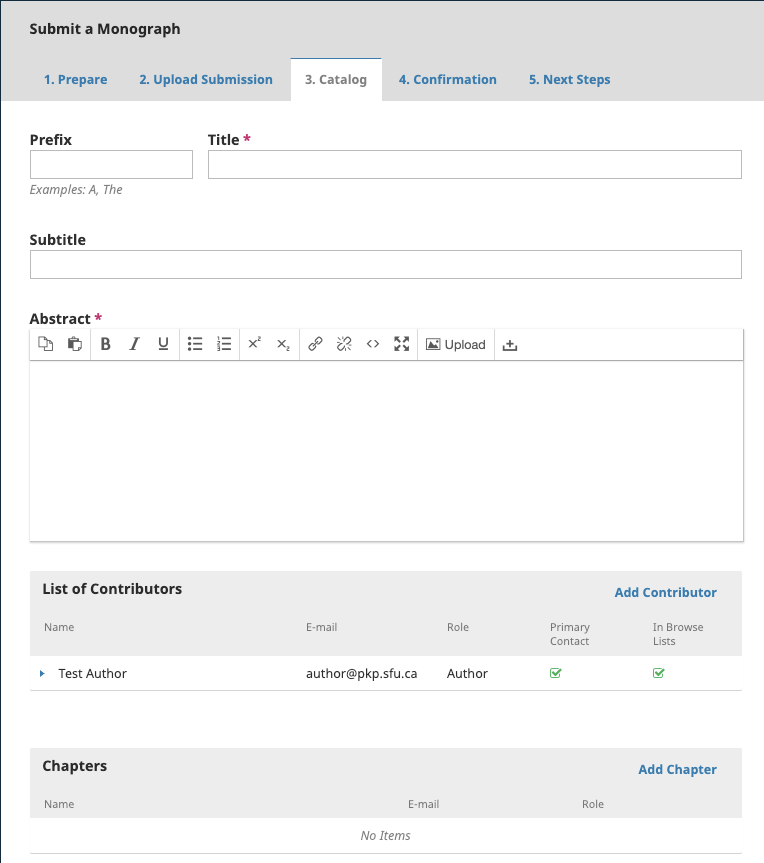 Submit a Monograph
1. Prepare 2. Upload Submission 3. Catalog 4. Confirmation 5. Next Steps
Prefix Title *
Examples: A, The
Subtitle
Abstract *
B I U x² x₂ Upload
List of Contributors Add Contributor
Name E-mail Role Primary Contact In Browse Lists
Test Author author@pkp.sfu.ca Author
Chapters Add Chapter
Name E-mail Role
No Items